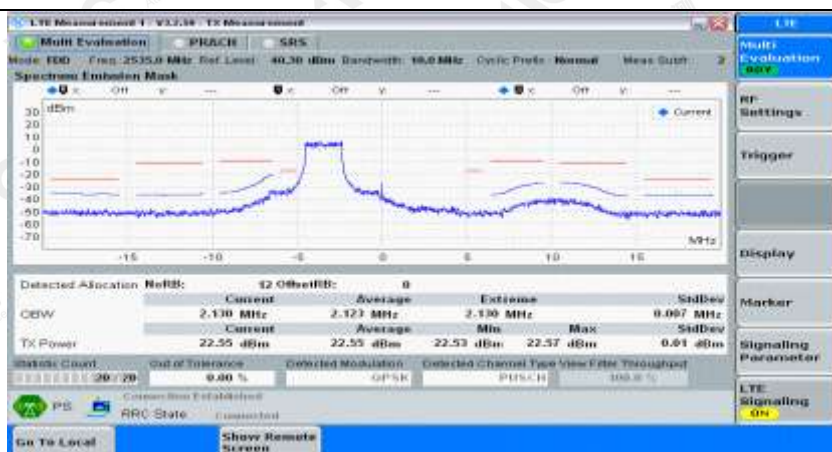 LTE Measurement 1 - V3.2.30 - TX Measurement
LTE
Multi Evaluation PRACH SRS
Multi Evaluation RDY
Mode: FDD Freq: 2535.0 MHz Ref. Level: 40.30 dBm Bandwidth: 10.0 MHz Cyclic Prefix: Normal Meas Subfr: 2
Spectrum Emission Mask
x: Off y: --- x: Off y: --- x: Off y: ---
dBm
Current
30
20
10
0
-10
-20
-30
-40
-50
-60
-70
MHz
-15 -10 -5 0 5 10 15
RF Settings
Trigger
Display
Marker
Signaling Parameter
LTE Signaling ON
Detected Allocation NoRB: 12 OffsetRB: 0
Current Average Extreme StdDev
OBW 2.130 MHz 2.123 MHz 2.130 MHz 0.007 MHz
Current Average Min Max StdDev
TX Power 22.55 dBm 22.55 dBm 22.53 dBm 22.57 dBm 0.01 dBm
Statistic Count Out of Tolerance Detected Modulation Detected Channel Type View Filter Throughput
20 / 20 0.00 % QPSK PUSCH 100.0 %
PS Connection Established
RRC State Connected
Go To Local Show Remote Screen